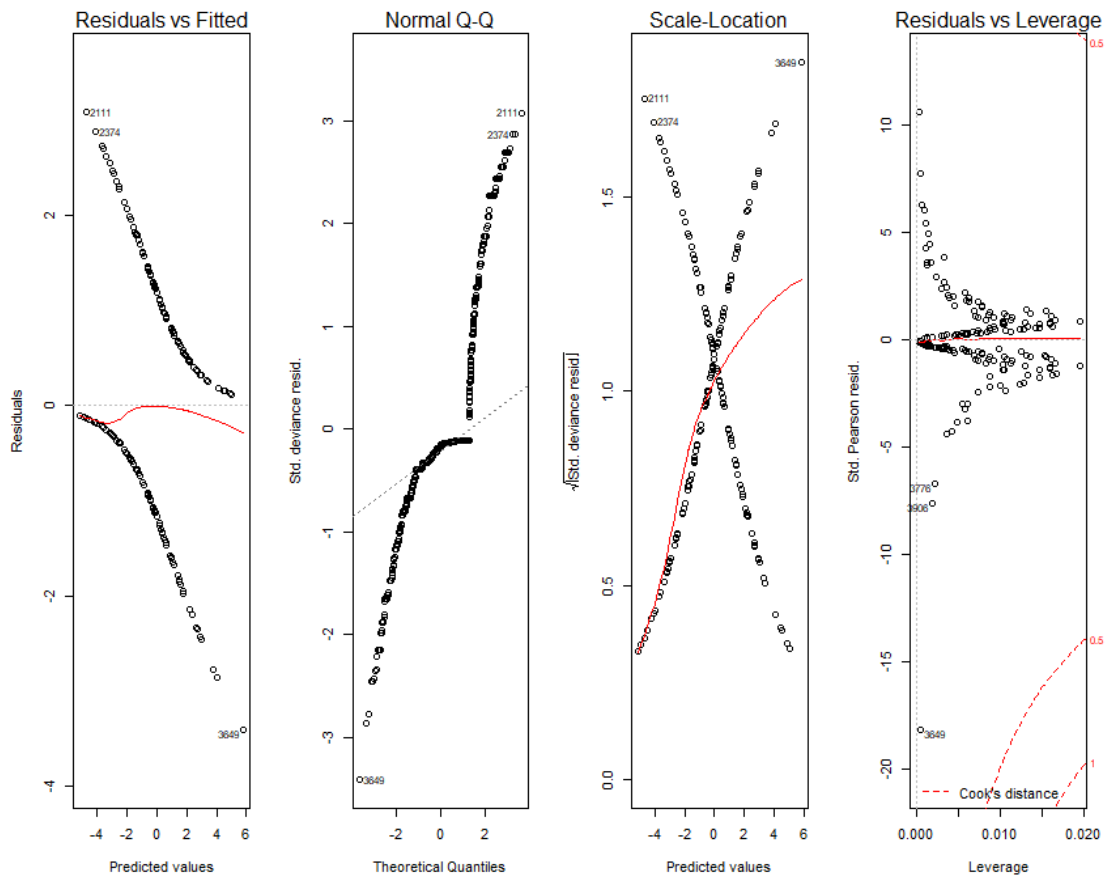 Residuals vs Fitted
Residuals
2
0
-2
-4
2111
2374
3649
-4 -2 0 2 4 6
Predicted values
Normal Q-Q
Std. deviance resid.
3
2
1
0
-1
-2
-3
2111
2374
3649
-2 0 2
Theoretical Quantiles
Scale-Location
√|Std. deviance resid.|
1.5
1.0
0.5
0.0
3649
2111
2374
-4 -2 0 2 4 6
Predicted values
Residuals vs Leverage
Std. Pearson resid.
10
5
0
-5
-10
-15
-20
0.5
3776
3906
0.5
3649
1
Cook's distance
0.000 0.010 0.020
Leverage